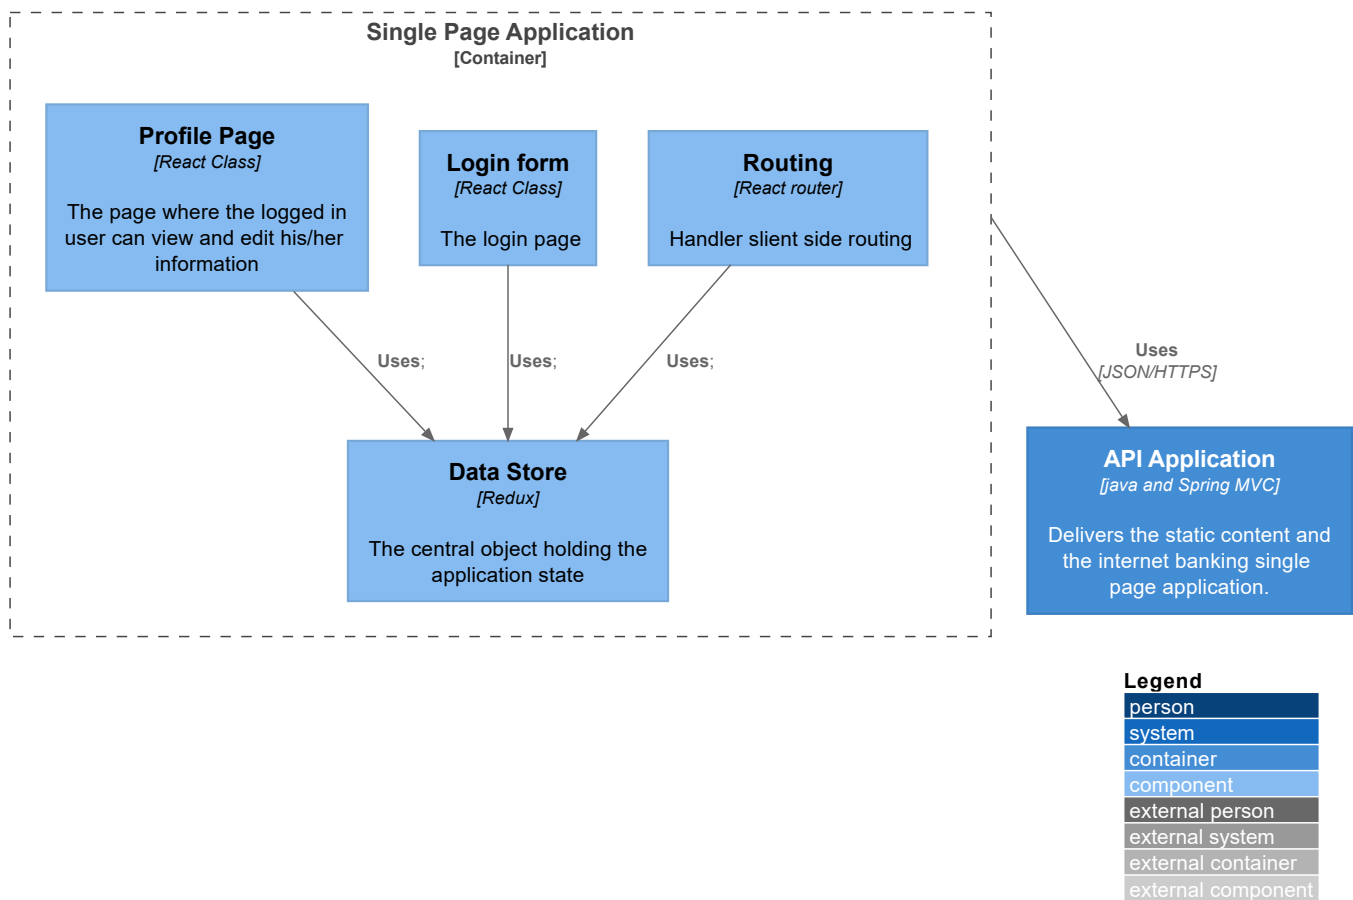 Single Page Application
[Container]
Profile Page
[React Class]
The page where the logged in
user can view and edit his/her
information
Login form
[React Class]
The login page
Routing
[React router]
Handler slient side routing
Uses;
Uses;
Uses;
Uses
[JSON/HTTPS]
Data Store
[Redux]
The central object holding the
application state
API Application
[java and Spring MVC]
Delivers the static content and
the internet banking single
page application.
Legend
person
system
container
component
external person
external system
external container
external component